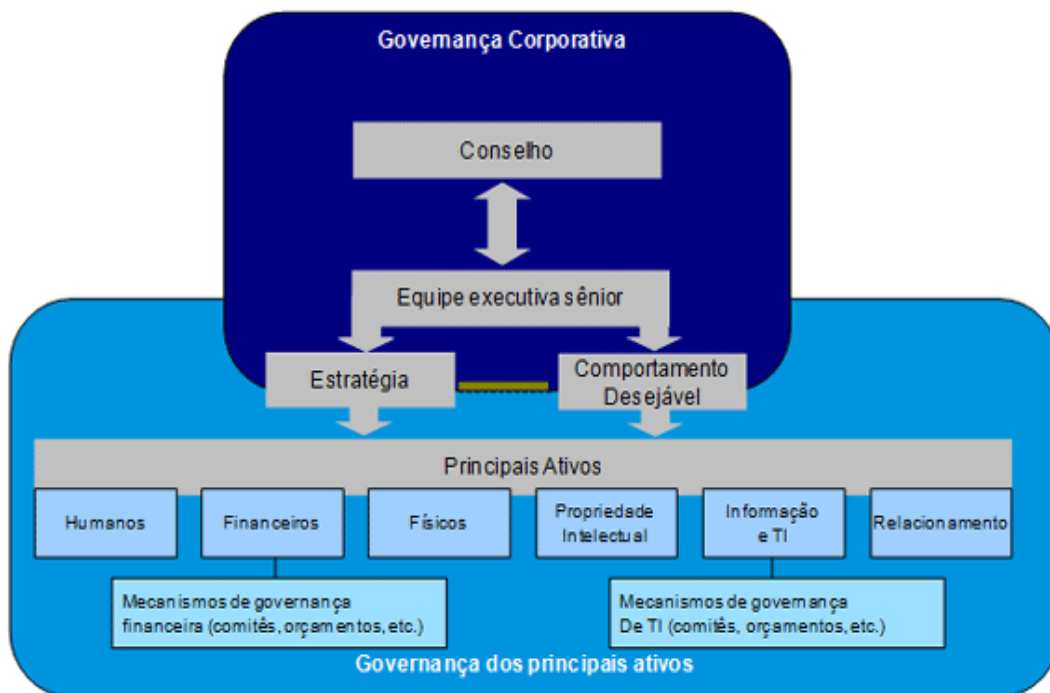 Governança Corporativa
Conselho
Equipe executiva sênior
Estratégia
Comportamento
Desejável
Principais Ativos
Humanos
Financeiros
Físicos
Propriedade
Intelectual
Informação
e TI
Relacionamento
Mecanismos de governança
financeira (comitês, orçamentos, etc.)
Mecanismos de governança
De TI (comitês, orçamentos, etc.)
Governança dos principais ativos